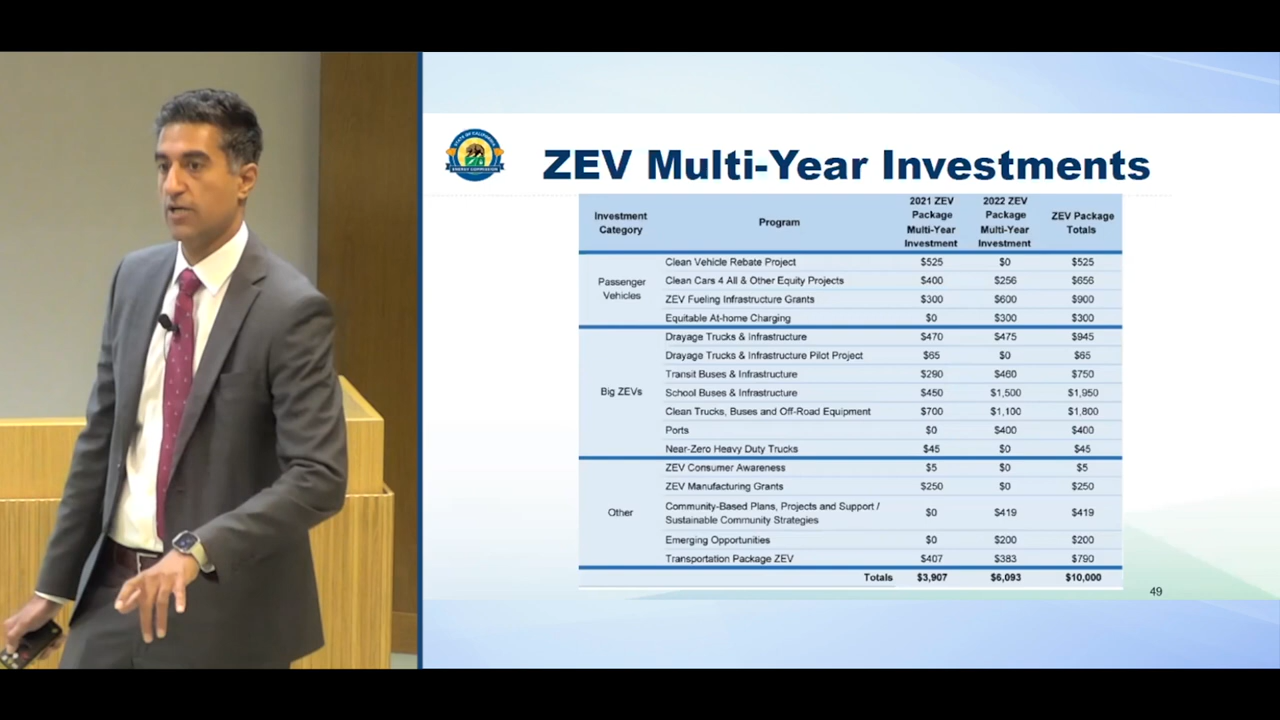 STATE OF CALIFORNIA
ENERGY COMMISSION
ZEV Multi-Year Investments
Investment Category Program 2021 ZEV Package Multi-Year Investment 2022 ZEV Package Multi-Year Investment ZEV Package Totals
Passenger Vehicles
Clean Vehicle Rebate Project $525 $0 $525
Clean Cars 4 All & Other Equity Projects $400 $256 $656
ZEV Fueling Infrastructure Grants $300 $600 $900
Equitable At-home Charging $0 $300 $300
Big ZEVs
Drayage Trucks & Infrastructure $470 $475 $945
Drayage Trucks & Infrastructure Pilot Project $65 $0 $65
Transit Buses & Infrastructure $290 $460 $750
School Buses & Infrastructure $450 $1,500 $1,950
Clean Trucks, Buses and Off-Road Equipment $700 $1,100 $1,800
Ports $0 $400 $400
Near-Zero Heavy Duty Trucks $45 $0 $45
Other
ZEV Consumer Awareness $5 $0 $5
ZEV Manufacturing Grants $250 $0 $250
Community-Based Plans, Projects and Support /
Sustainable Community Strategies $0 $419 $419
Emerging Opportunities $0 $200 $200
Transportation Package ZEV $407 $383 $790
Totals $3,907 $6,093 $10,000
49